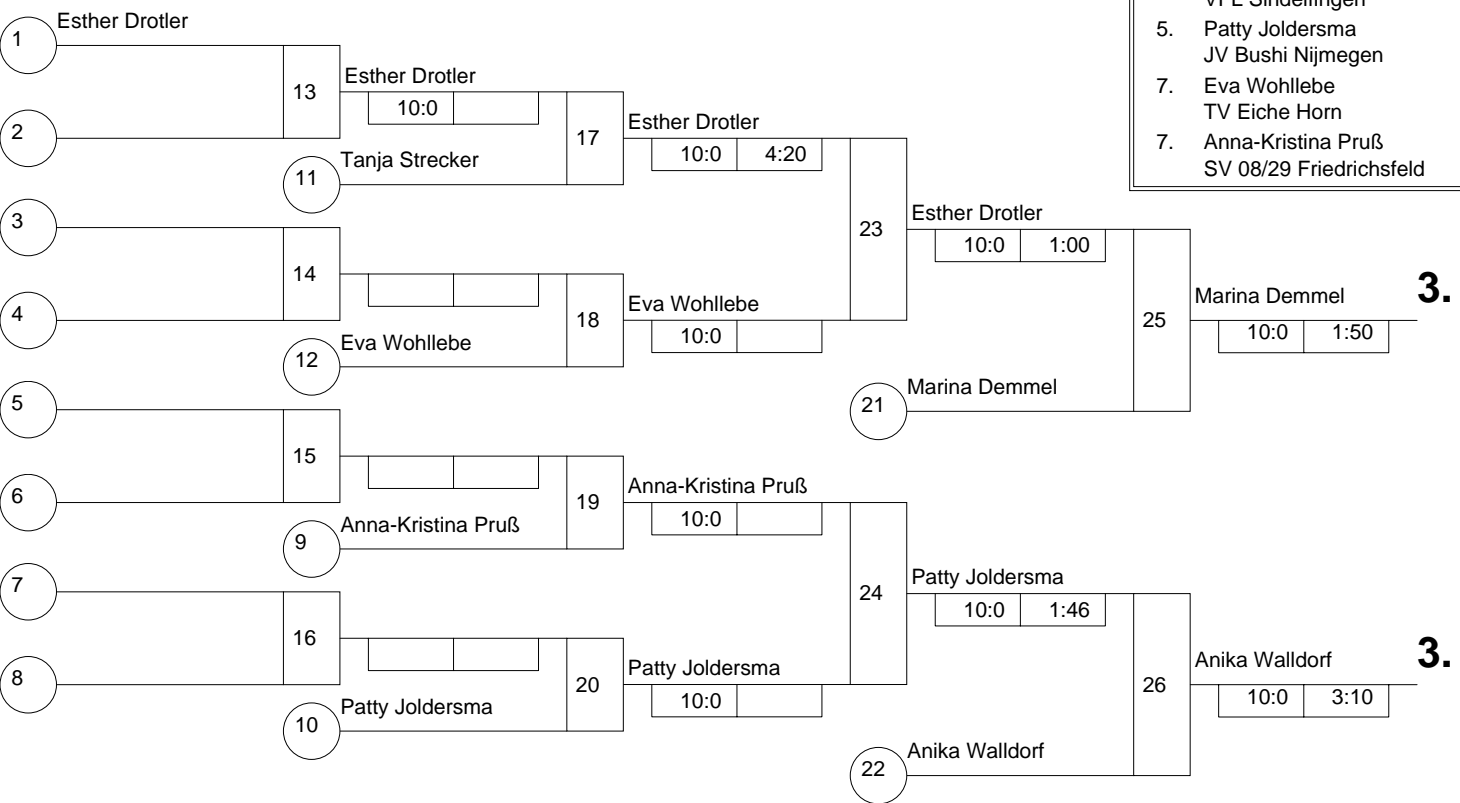 VFL Sindelfingen
5. Patty Joldersma
JV Bushi Nijmegen
7. Eva Wohllebe
TV Eiche Horn
7. Anna-Kristina Pruß
SV 08/29 Friedrichsfeld
1 Esther Drotler
2
13
Esther Drotler
10:0
11 Tanja Strecker
17
Esther Drotler
10:0 4:20
3
4
14
12 Eva Wohllebe
18
Eva Wohllebe
10:0
23
Esther Drotler
10:0 1:00
21 Marina Demmel
25
Marina Demmel 3.
10:0 1:50
5
6
15
9 Anna-Kristina Pruß
19
Anna-Kristina Pruß
10:0
7
8
16
10 Patty Joldersma
20
Patty Joldersma
10:0
24
Patty Joldersma
10:0 1:46
22 Anika Walldorf
26
Anika Walldorf 3.
10:0 3:10